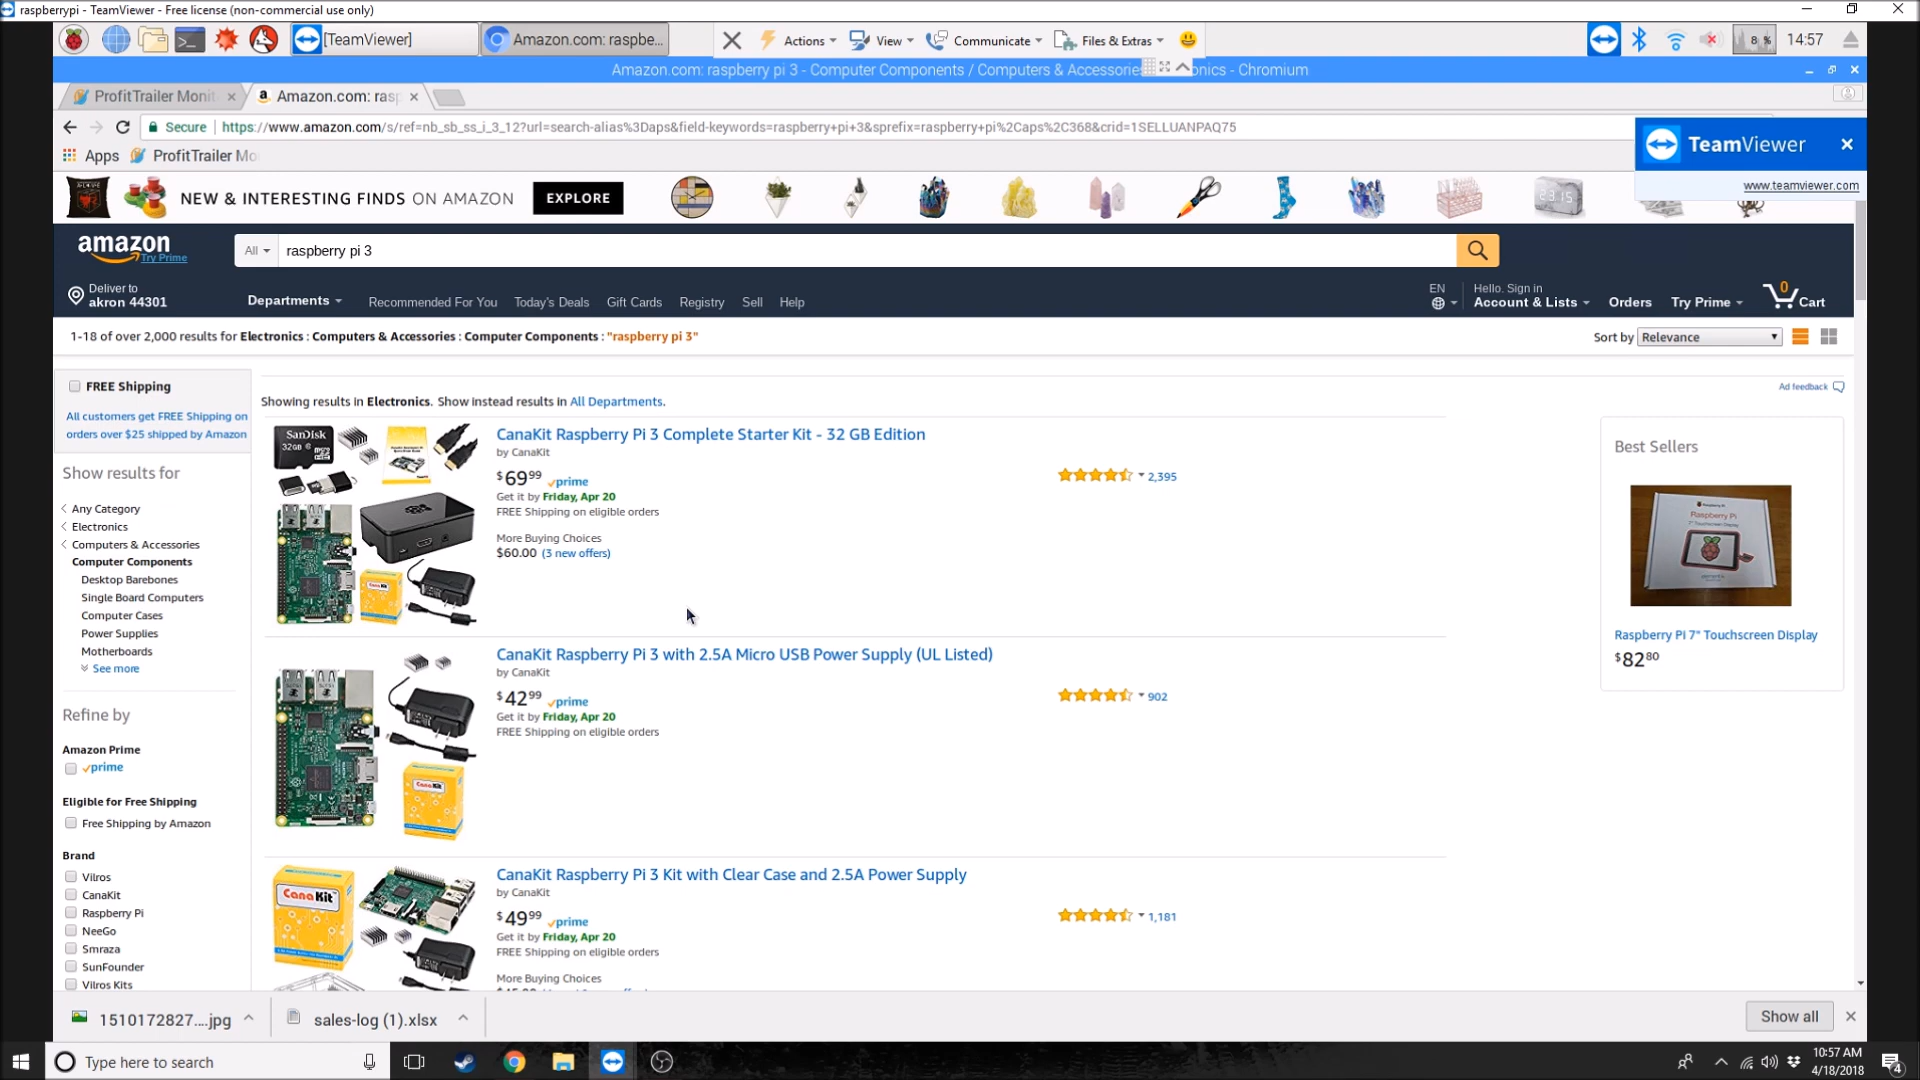 raspberrypi - TeamViewer - Free license (non-commercial use only)
[TeamViewer]
Amazon.com: raspbe...
Actions
View
Communicate
Files & Extras
8 %
14:57
Amazon.com: raspberry pi 3 - Computer Components / Computers & Accessorie
onics - Chromium
ProfitTrailer Monit
Amazon.com: rasp
Secure
https://www.amazon.com/s/ref=nb_sb_ss_i_3_12?url=search-alias%3Daps&field-keywords=raspberry+pi+3&sprefix=raspberry+pi%2Caps%2C368&crid=1SELLUANPAQ75
TeamViewer
www.teamviewer.com
Apps
ProfitTrailer Mo
NEW & INTERESTING FINDS ON AMAZON
EXPLORE
amazon
Try Prime
All
raspberry pi 3
Deliver to
akron 44301
Departments
Recommended For You
Today's Deals
Gift Cards
Registry
Sell
Help
EN
Hello. Sign in
Account & Lists
Orders
Try Prime
0
Cart
1-18 of over 2,000 results for Electronics : Computers & Accessories : Computer Components : "raspberry pi 3"
Sort by
Relevance
FREE Shipping
All customers get FREE Shipping on
orders over $25 shipped by Amazon
Show results for
Any Category
Electronics
Computers & Accessories
Computer Components
Desktop Barebones
Single Board Computers
Computer Cases
Power Supplies
Motherboards
See more
Refine by
Amazon Prime
prime
Eligible for Free Shipping
Free Shipping by Amazon
Brand
Vilros
CanaKit
Raspberry Pi
NeeGo
Smraza
SunFounder
Vilros Kits
Ad feedback
Showing results in Electronics. Show instead results in All Departments.
SanDisk
32GB
CanaKit
CanaKit Raspberry Pi 3 Complete Starter Kit - 32 GB Edition
by CanaKit
$69 99 prime
Get it by Friday, Apr 20
FREE Shipping on eligible orders
More Buying Choices
$60.00 (3 new offers)
2,395
CanaKit
CanaKit Raspberry Pi 3 with 2.5A Micro USB Power Supply (UL Listed)
by CanaKit
$42 99 prime
Get it by Friday, Apr 20
FREE Shipping on eligible orders
902
CanaKit
CanaKit Raspberry Pi 3 Kit with Clear Case and 2.5A Power Supply
by CanaKit
$49 99 prime
Get it by Friday, Apr 20
FREE Shipping on eligible orders
More Buying Choices
1,181
Best Sellers
Raspberry Pi
7" Touchscreen Display
Raspberry Pi 7" Touchscreen Display
$82 80
1510172827....jpg
sales-log (1).xlsx
Show all
Type here to search
10:57 AM
4/18/2018
4